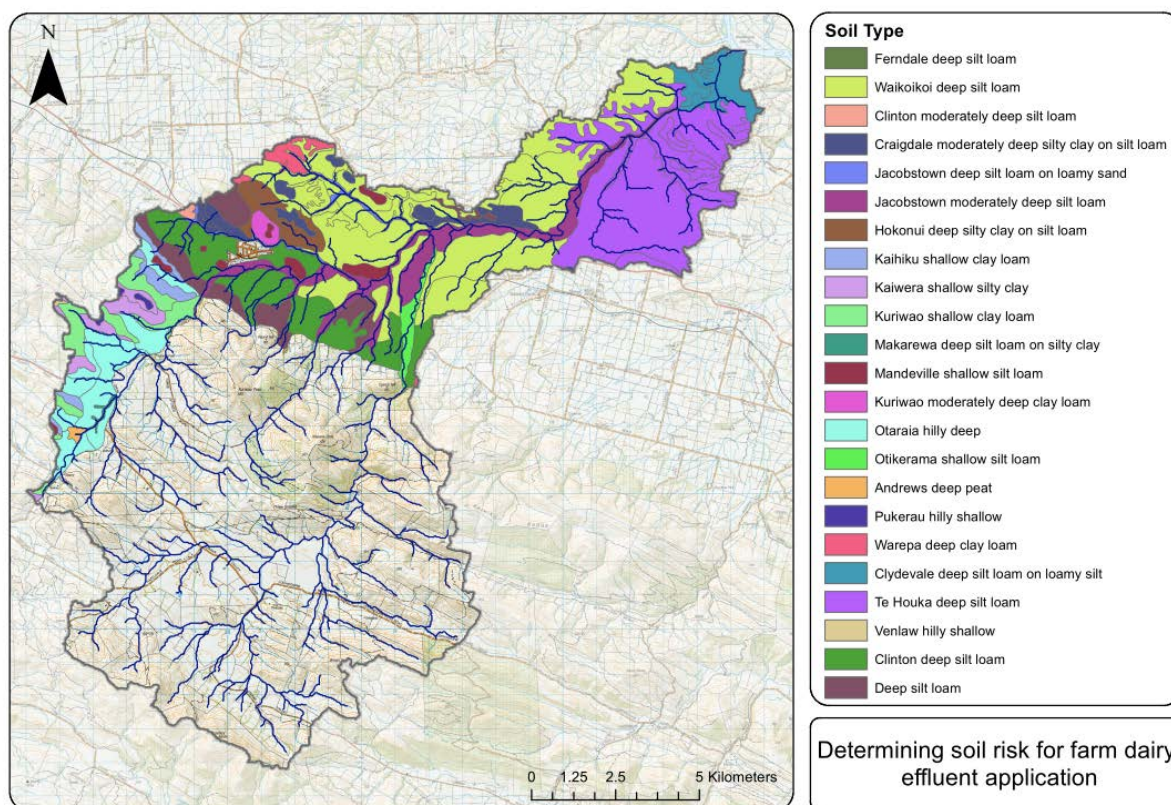 N
0 1.25 2.5 5 Kilometers
Soil Type
Ferndale deep silt loam
Waikoikoi deep silt loam
Clinton moderately deep silt loam
Craigdale moderately deep silty clay on silt loam
Jacobstown deep silt loam on loamy sand
Jacobstown moderately deep silt loam
Hokonui deep silty clay on silt loam
Kaihiku shallow clay loam
Kaiwera shallow silty clay
Kuriwao shallow clay loam
Makarewa deep silt loam on silty clay
Mandeville shallow silt loam
Kuriwao moderately deep clay loam
Otaraia hilly deep
Otikerama shallow silt loam
Andrews deep peat
Pukerau hilly shallow
Warepa deep clay loam
Clydevale deep silt loam on loamy silt
Te Houka deep silt loam
Venlaw hilly shallow
Clinton deep silt loam
Deep silt loam
Determining soil risk for farm dairy
effluent application